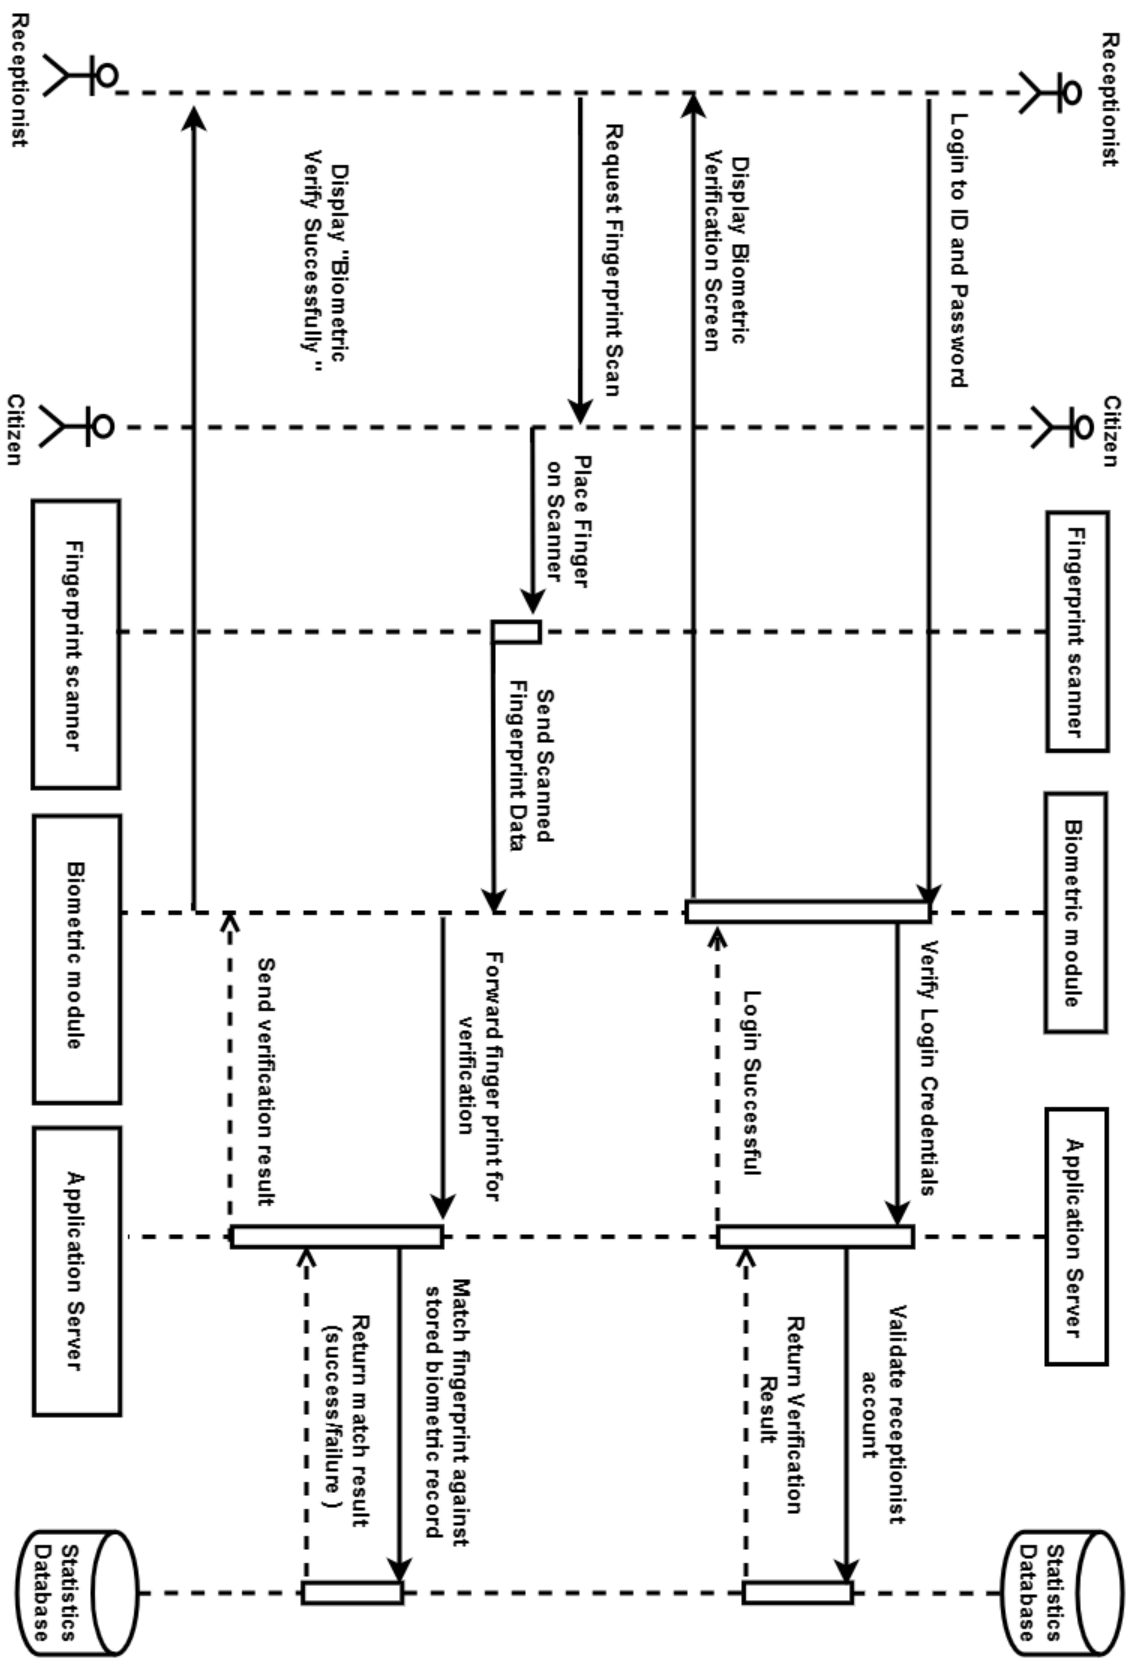 Receptionist
Citizen
Fingerprint scanner
Biometric module
Application Server
Statistics
Database
Login to ID and Password
Verify Login Credentials
Validate receptionist
account
Return Verification
Result
Login Successful
Display Biometric
Verification Screen
Request Fingerprint Scan
Place Finger
on Scanner
Send Scanned
Fingerprint Data
Forward finger print for
verification
Match fingerprint against
stored biometric record
Return match result
(success/failure )
Send verification result
Display "Biometric
Verify Successfully "
Receptionist
Citizen
Fingerprint scanner
Biometric module
Application Server
Statistics
Database